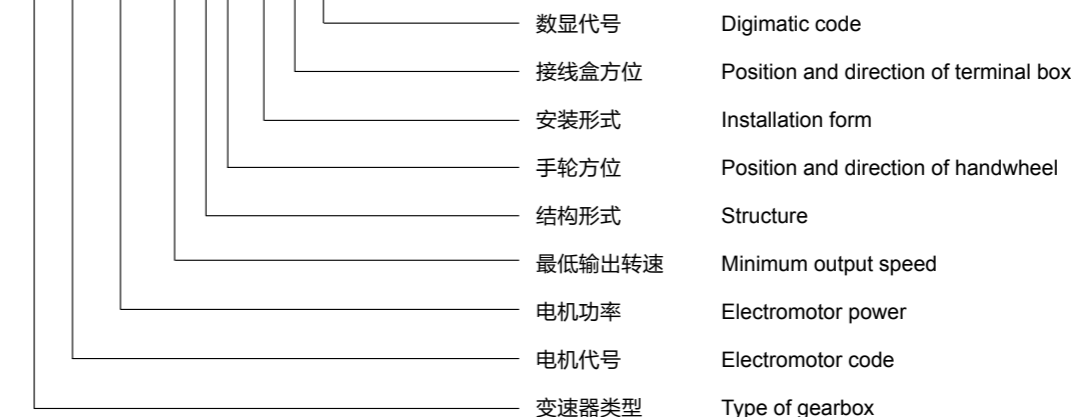 数显代号 Digimatic code
接线盒方位 Position and direction of terminal box
安装形式 Installation form
手轮方位 Position and direction of handwheel
结构形式 Structure
最低输出转速 Minimum output speed
电机功率 Electromotor power
电机代号 Electromotor code
变速器类型 Type of gearbox